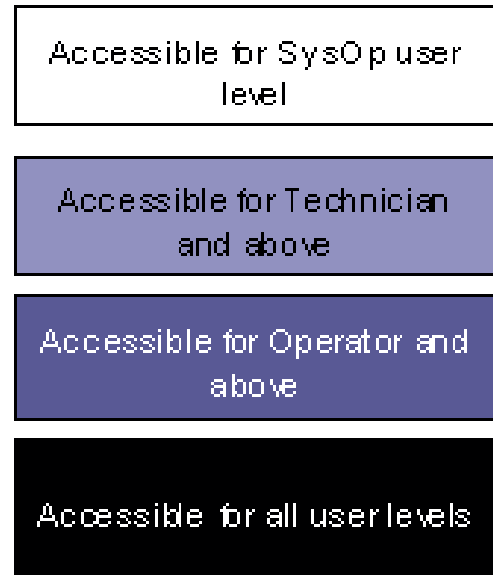 Accessible for SysOp user
level
Accessible for Technician
and above
Accessible for Operator and
above
Accessible for all user levels